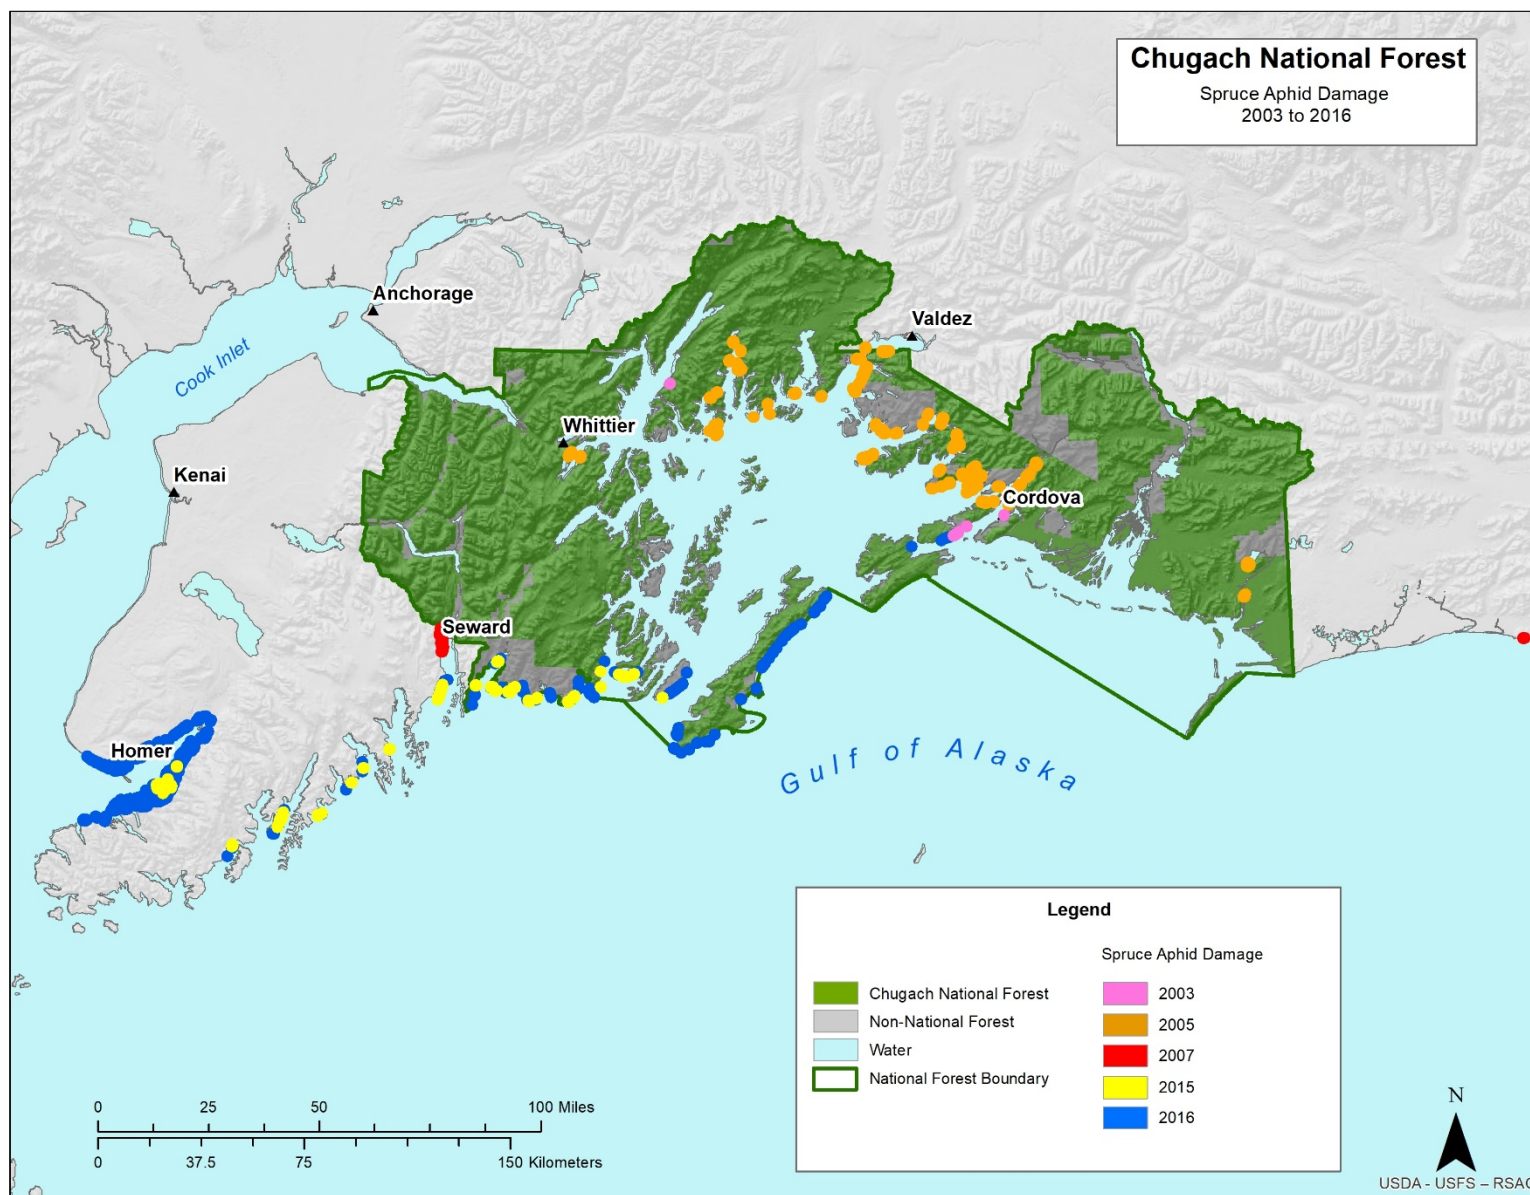 Chugach National Forest
Spruce Aphid Damage
2003 to 2016
Anchorage
Valdez
Cook Inlet
Whittier
Kenai
Cordova
Seward
Homer
Gulf of Alaska
Legend
Spruce Aphid Damage
Chugach National Forest
Non-National Forest
Water
National Forest Boundary
2003
2005
2007
2015
2016
0 25 50 100 Miles
0 37.5 75 150 Kilometers
N
USDA - USFS – RSAC